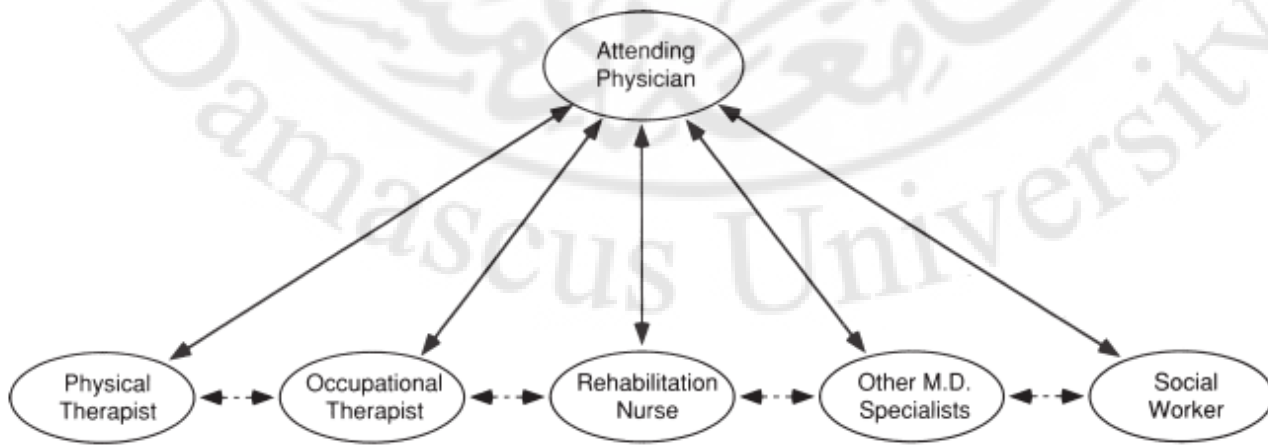 Attending
Physician
Damascus University
Physical
Therapist
Occupational
Therapist
Rehabilitation
Nurse
Other M.D.
Specialists
Social
Worker